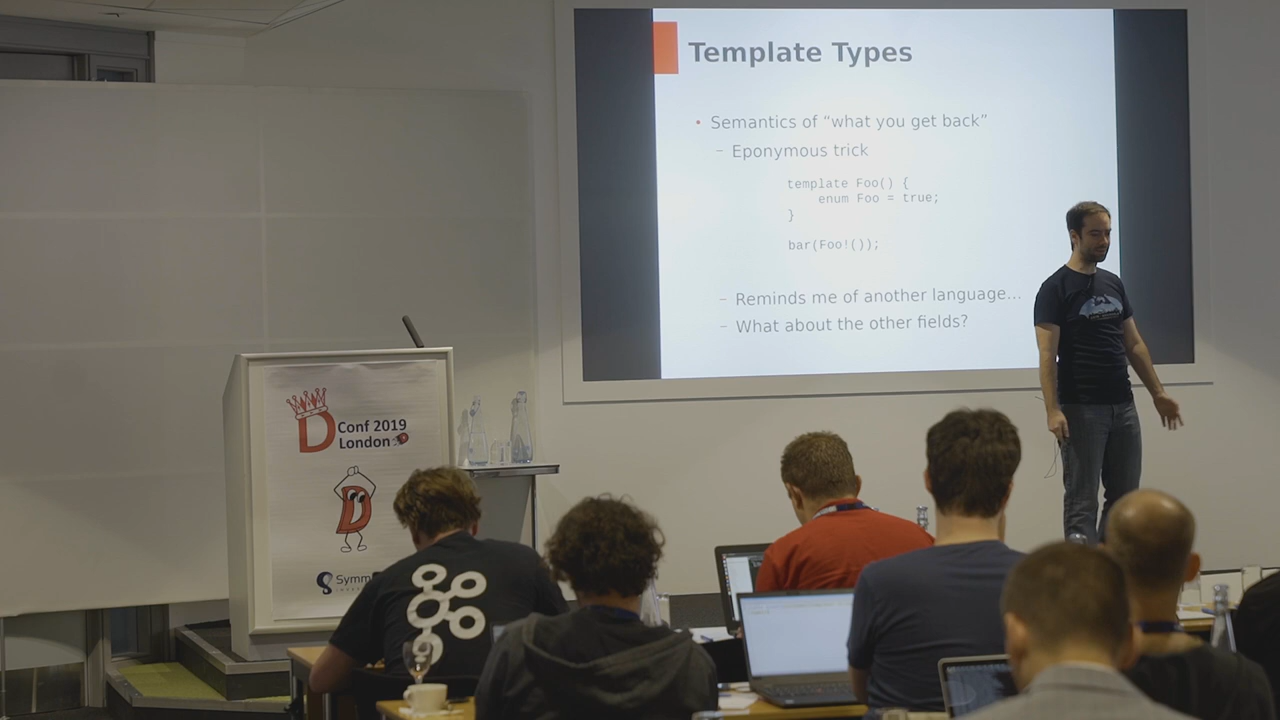 Template Types
• Semantics of “what you get back”
– Eponymous trick
template Foo() {
    enum Foo = true;
}
bar(Foo!());
– Reminds me of another language...
– What about the other fields?
D Conf 2019
London
D